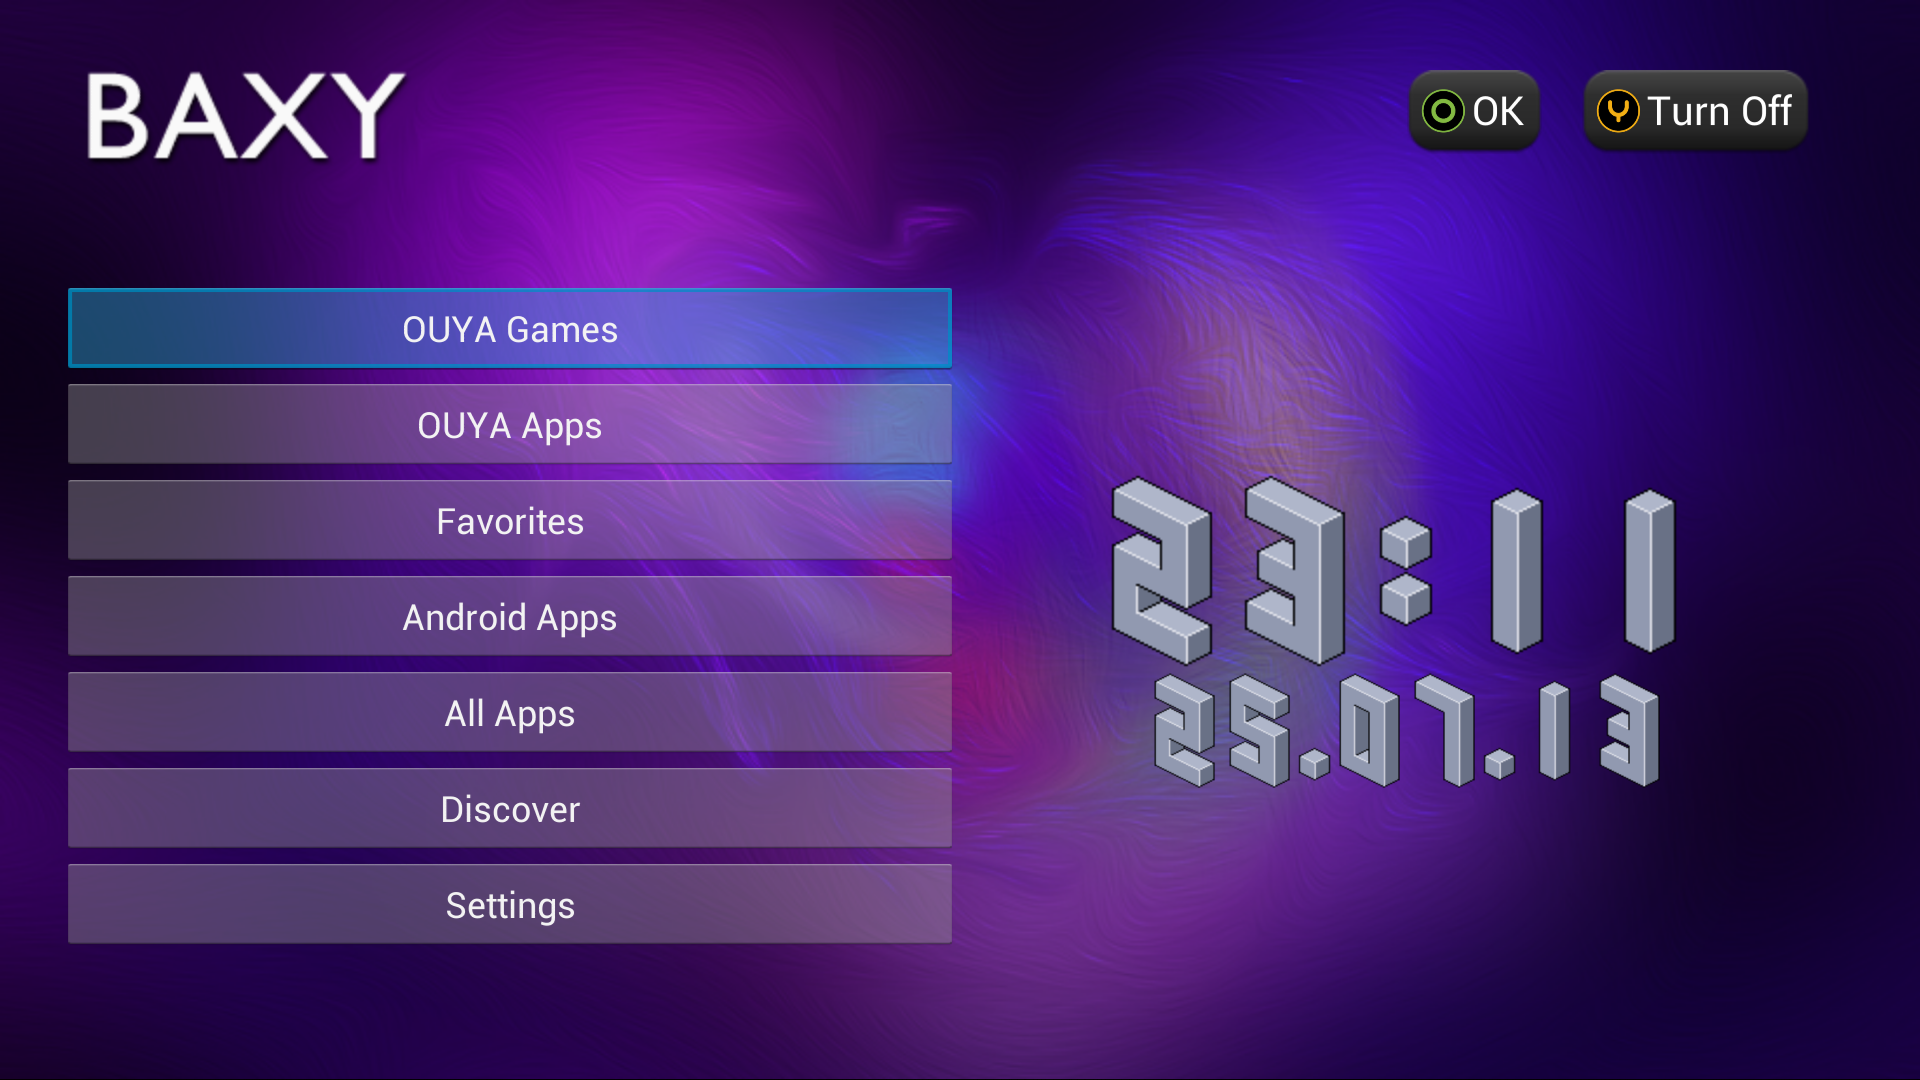 BAXY
OK
Turn Off
OUYA Games
OUYA Apps
Favorites
Android Apps
All Apps
Discover
Settings
23:11
25.07.13